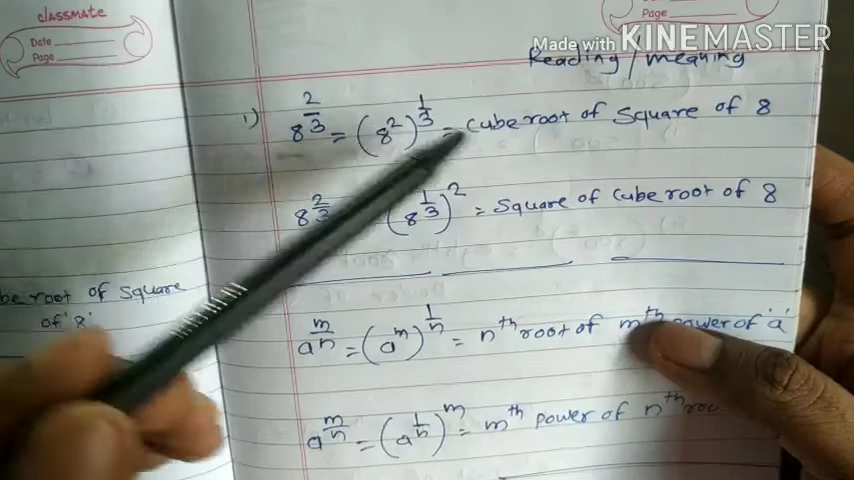 classmate
Date
Page
Page
Made with KINEMASTER
Reading / meaning
1) 8^(2/3) = (8^2)^(1/3) = cube root of square of 8
8^(2/3) = (8^(1/3))^2 = square of cube root of 8
be root of square
of '8'
a^(m/n) = (a^m)^(1/n) = n^th root of m^th power of 'a'
a^(m/n) = (a^(1/n))^m = m^th power of n^th